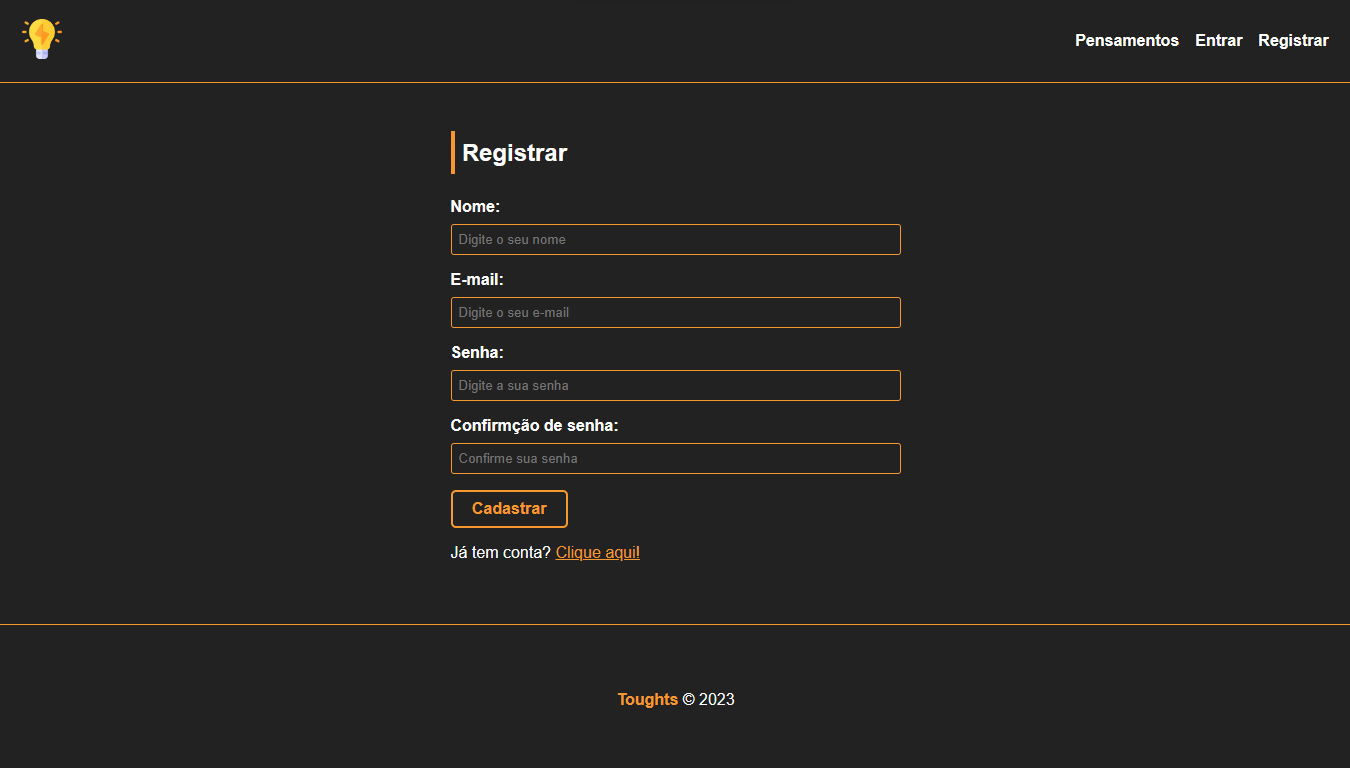 Pensamentos Entrar Registrar
Registrar
Nome:
Digite o seu nome
E-mail:
Digite o seu e-mail
Senha:
Digite a sua senha
Confirmção de senha:
Confirme sua senha
Cadastrar
Já tem conta? Clique aqui!
Toughts © 2023